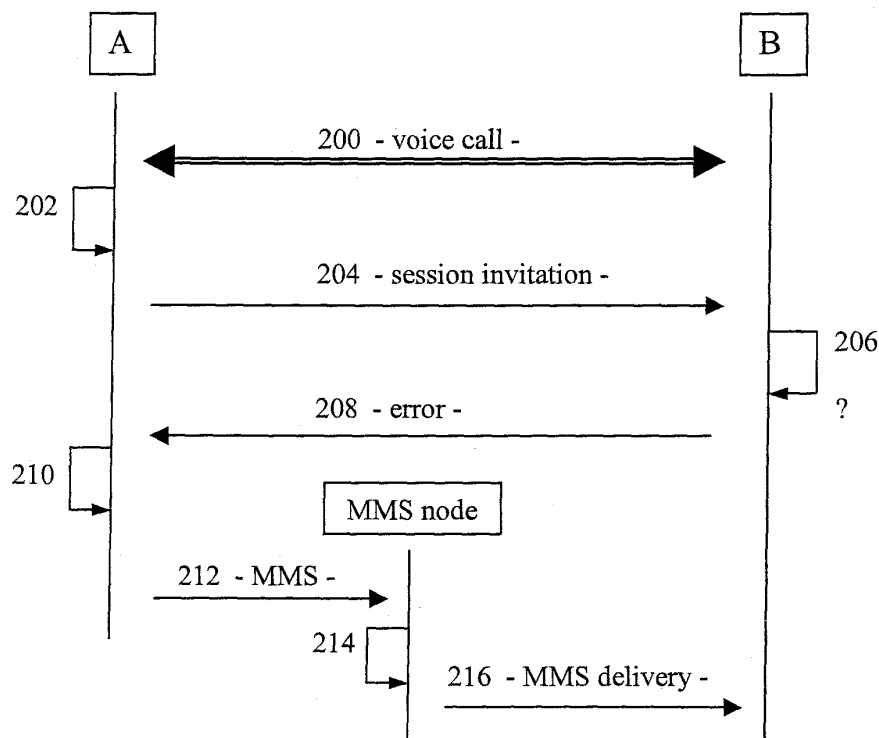 A
B
200 - voice call -
202
204 - session invitation -
206
?
208 - error -
210
MMS node
212 - MMS -
214
216 - MMS delivery -